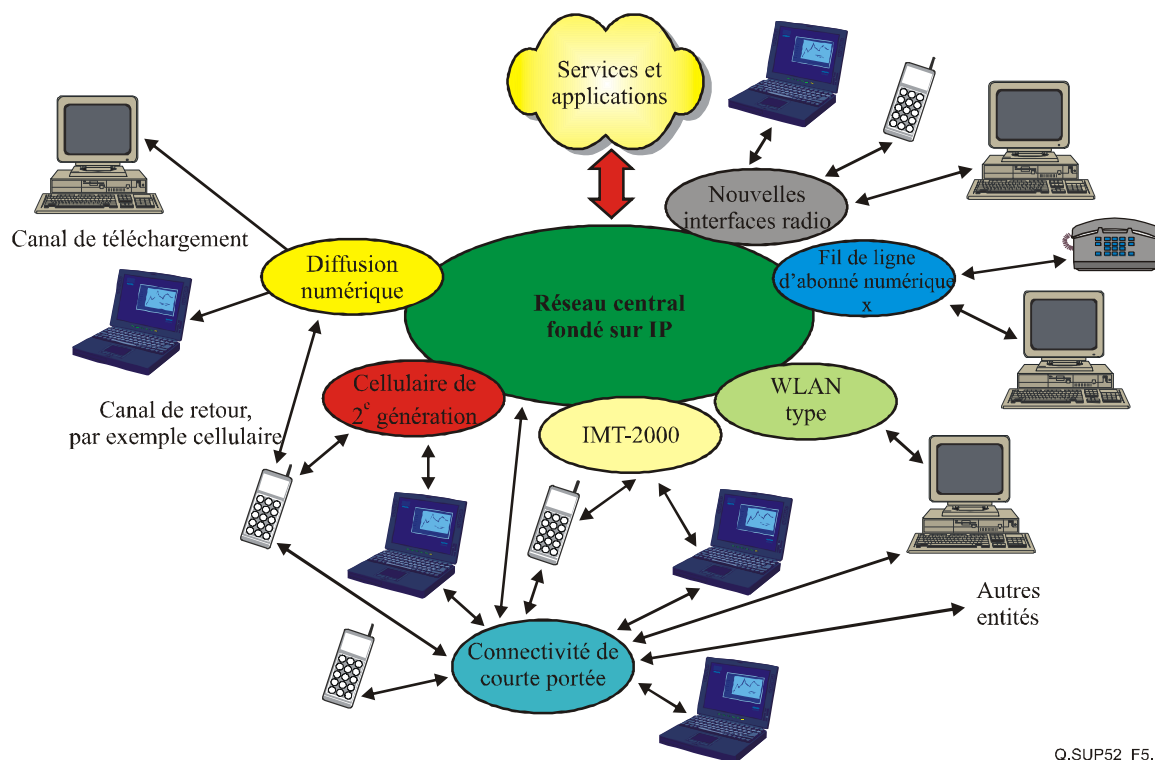 Services et
applications
Nouvelles
interfaces radio
Canal de téléchargement
Diffusion
numérique
Fil de ligne
d'abonné numérique
x
Réseau central
fondé sur IP
Cellulaire de
2e génération
WLAN
type
Canal de retour,
par exemple cellulaire
IMT-2000
Autres
entités
Connectivité de
courte portée
Q.SUP52_F5.